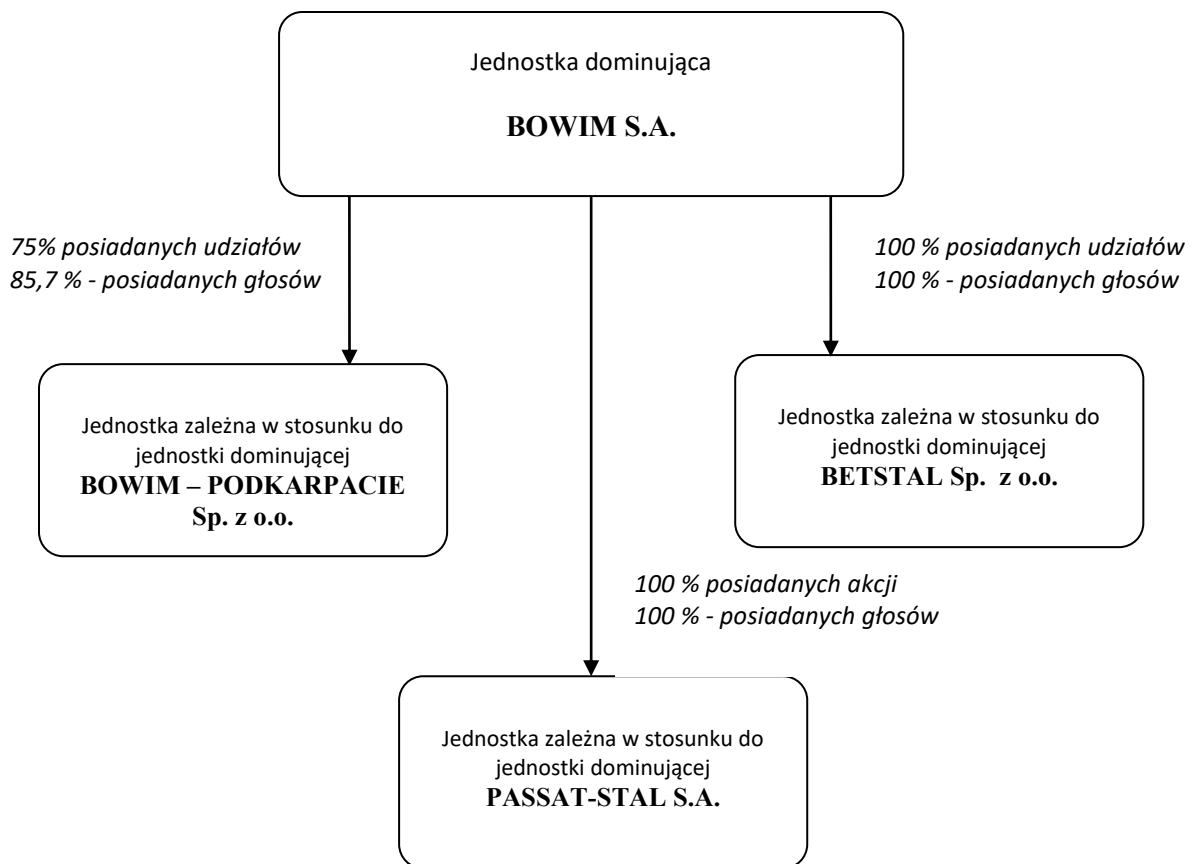 Jednostka dominująca
BOWIM S.A.
75% posiadanych udziałów
85,7 % - posiadanych głosów
100 % posiadanych udziałów
100 % - posiadanych głosów
Jednostka zależna w stosunku do
jednostki dominującej
BOWIM – PODKARPACIE
Sp. z o.o.
Jednostka zależna w stosunku do
jednostki dominującej
BETSTAL Sp. z o.o.
100 % posiadanych akcji
100 % - posiadanych głosów
Jednostka zależna w stosunku do
jednostki dominującej
PASSAT-STAL S.A.